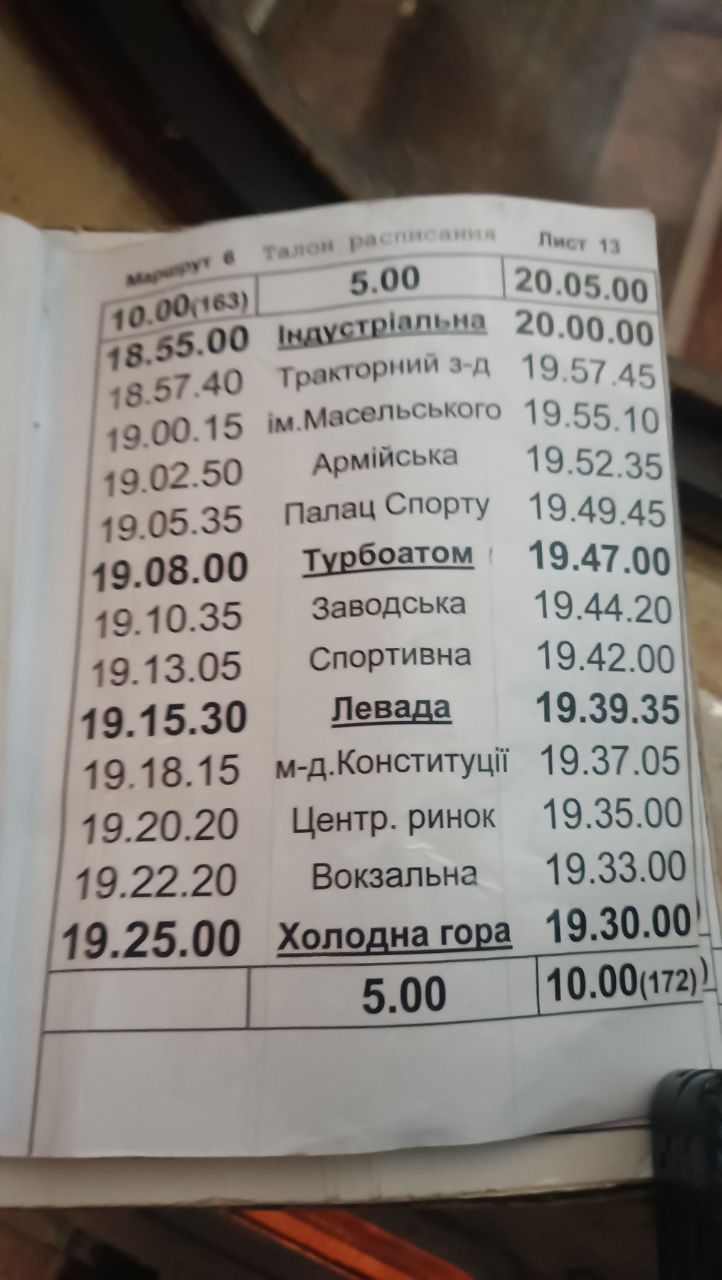 Маршрут 6 Талон расписания Лист 13
10.00(163) 5.00 20.05.00
18.55.00 Індустріальна 20.00.00
18.57.40 Тракторний з-д 19.57.45
19.00.15 ім.Масельського 19.55.10
19.02.50 Армійська 19.52.35
19.05.35 Палац Спорту 19.49.45
19.08.00 Турбоатом 19.47.00
19.10.35 Заводська 19.44.20
19.13.05 Спортивна 19.42.00
19.15.30 Левада 19.39.35
19.18.15 м-д.Конституції 19.37.05
19.20.20 Центр. ринок 19.35.00
19.22.20 Вокзальна 19.33.00
19.25.00 Холодна гора 19.30.00
5.00 10.00(172)